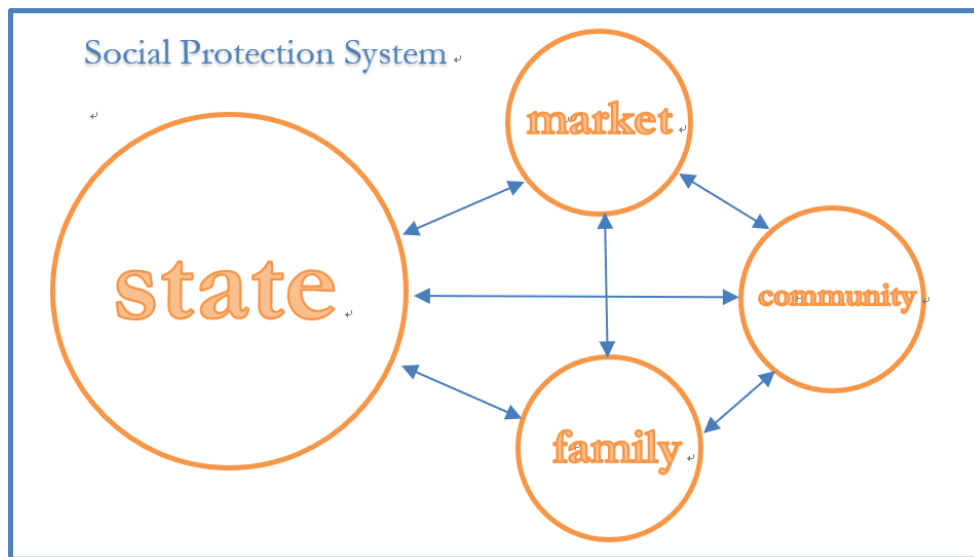 Social Protection System
market
state
community
family